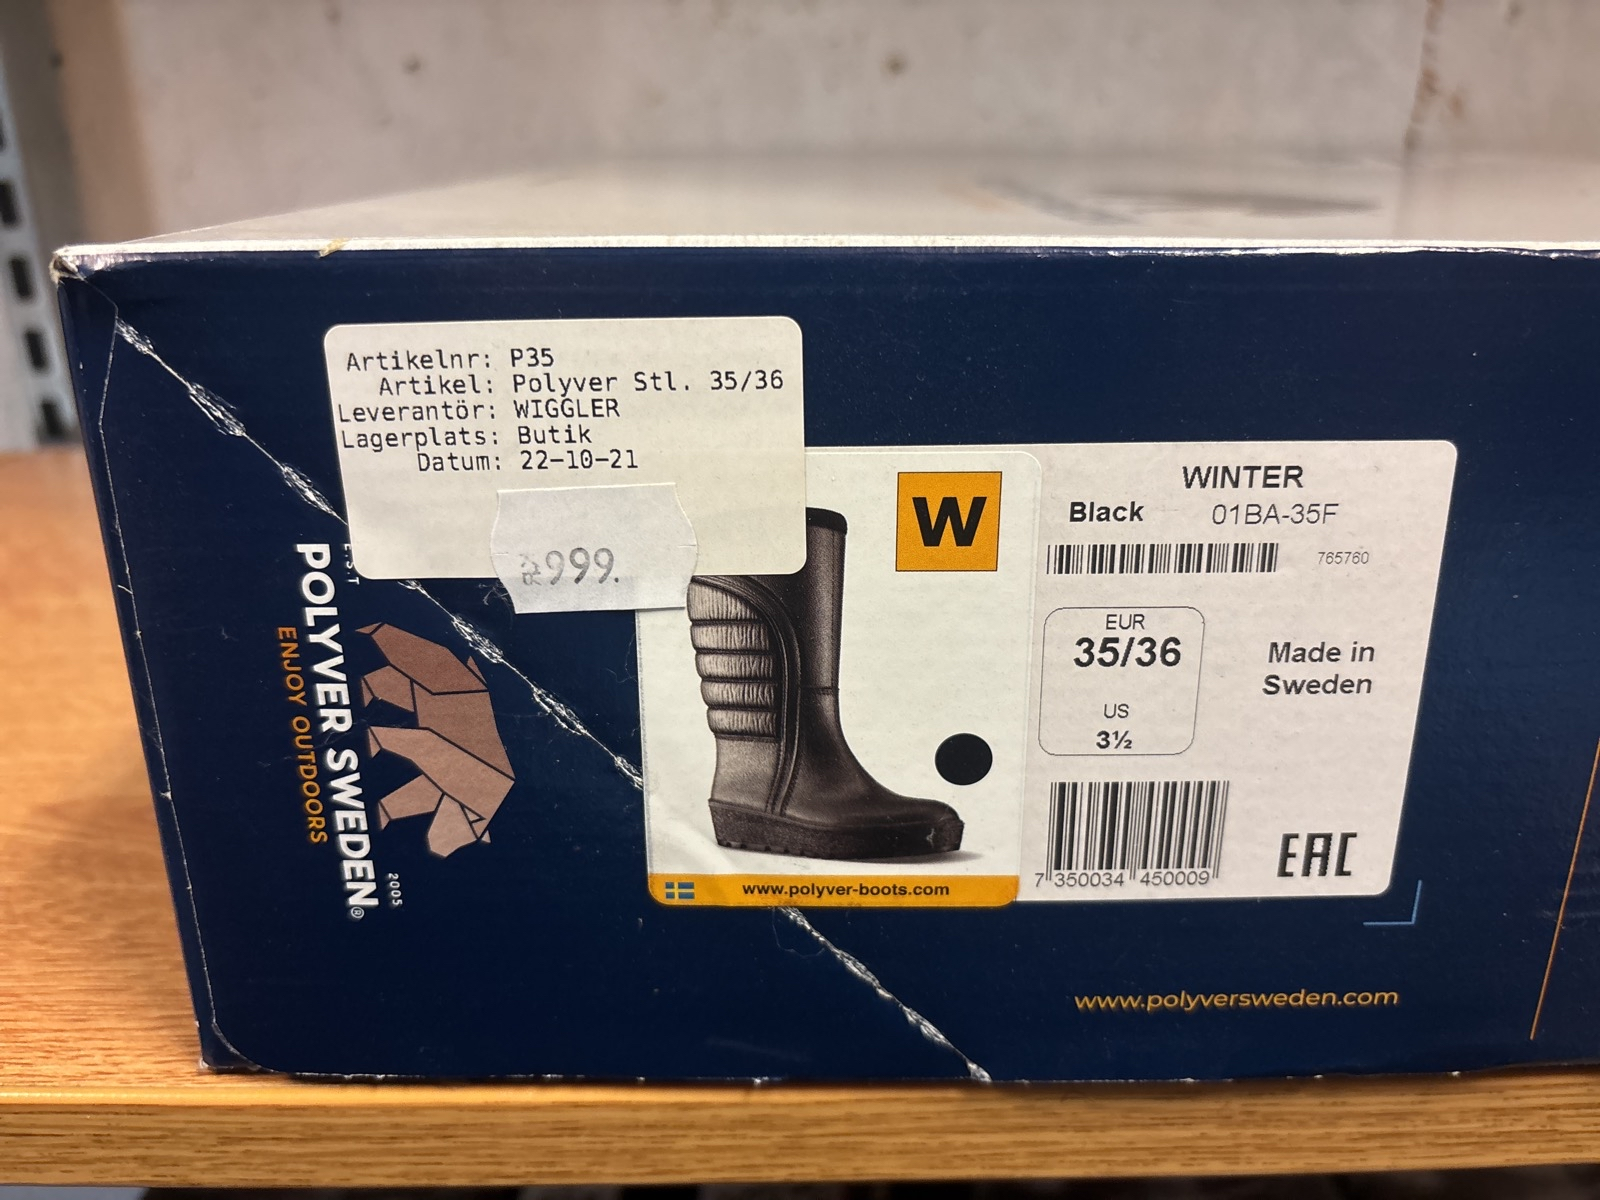 Artikelnr: P35
Artikel: Polyver Stl. 35/36
Leverantör: WIGGLER
Lagerplats: Butik
Datum: 22-10-21
999.
POLYVER SWEDEN®
ENJOY OUTDOORS
2005
W
www.polyver-boots.com
WINTER
Black 01BA-35F
765760
EUR
35/36
US
3½
Made in
Sweden
7 350034 450009
EAC
www.polyversweden.com